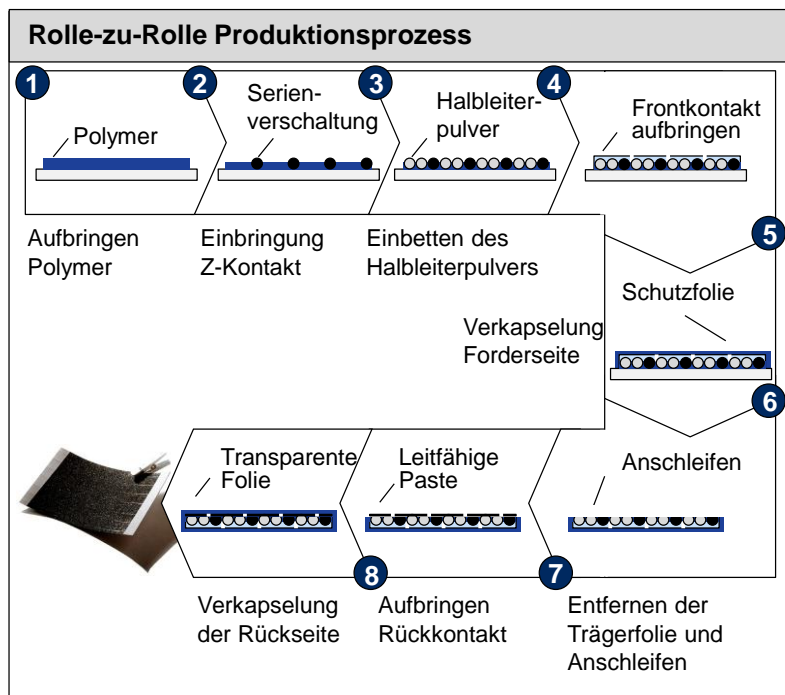 Rolle-zu-Rolle Produktionsprozess
1
2
3
4
Polymer
Serien-
verschaltung
Halbleiter-
pulver
Frontkontakt
aufbringen
Aufbringen
Polymer
Einbringung
Z-Kontakt
Einbetten des
Halbleiterpulvers
5
Schutzfolie
Verkapselung
Forderseite
6
Anschleifen
Leitfähige
Paste
Transparente
Folie
7
8
Entfernen der
Trägerfolie und
Anschleifen
Aufbringen
Rückkontakt
Verkapselung
der Rückseite